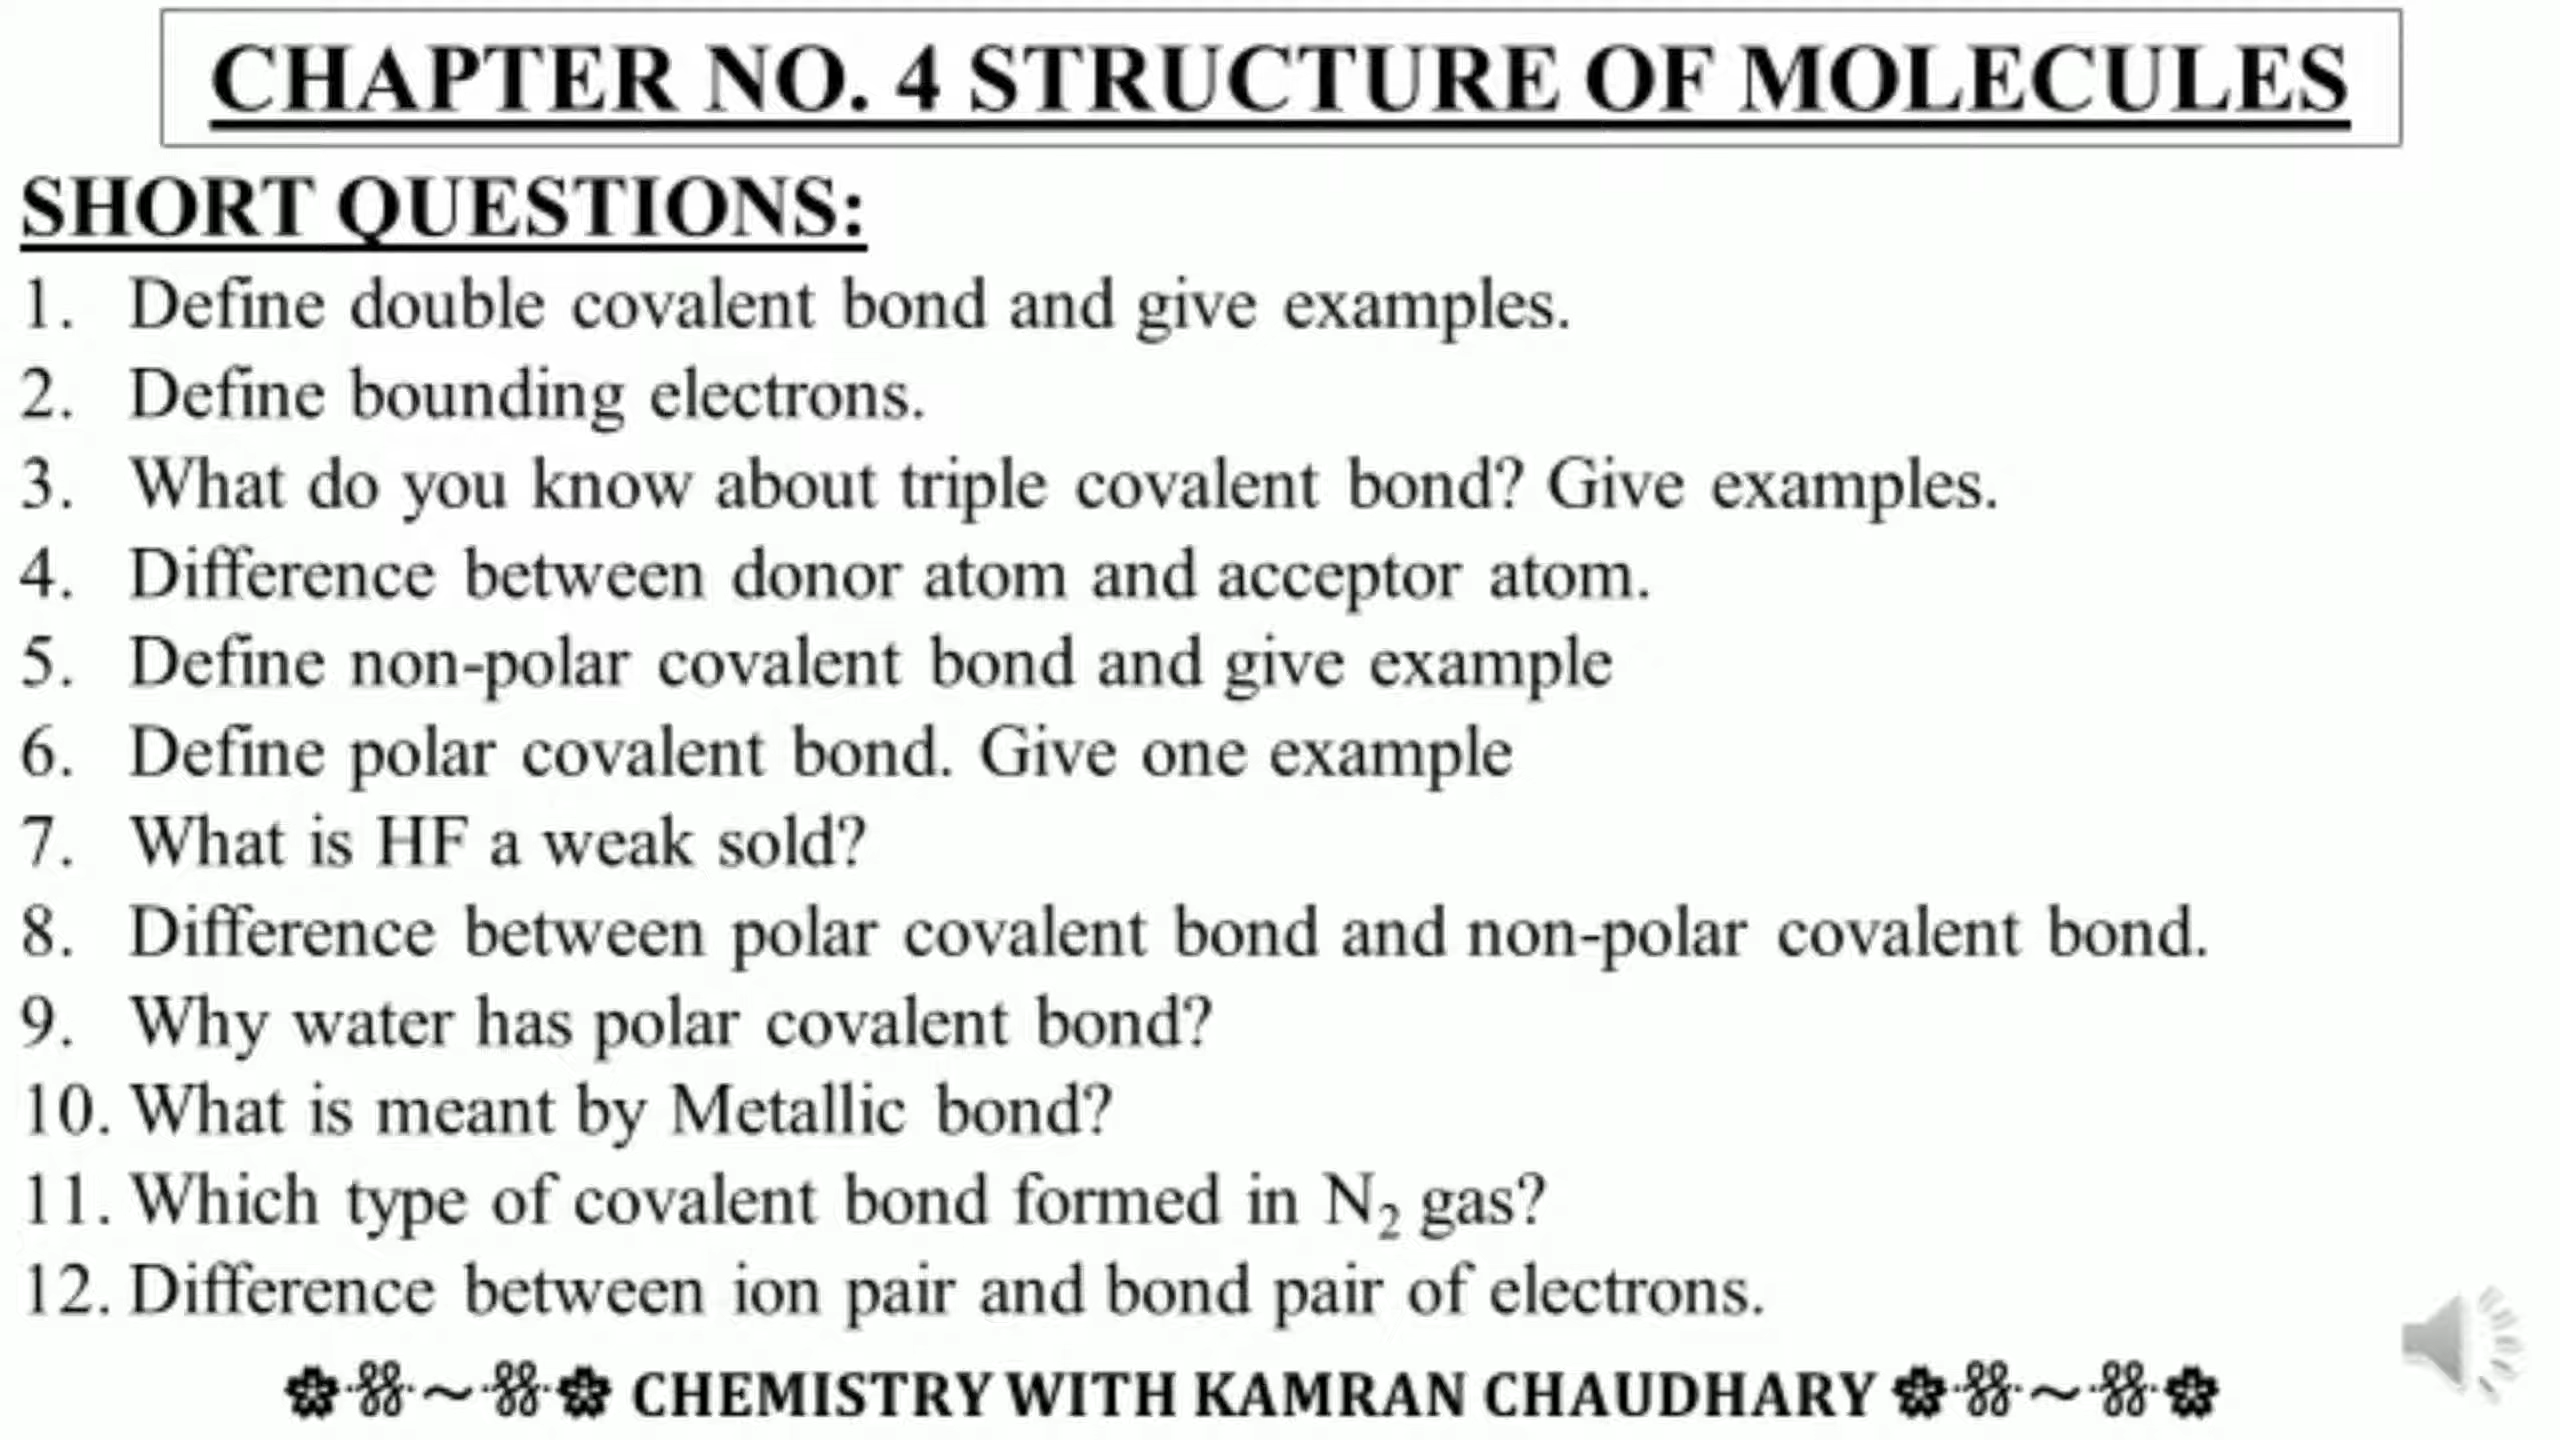 CHAPTER NO. 4 STRUCTURE OF MOLECULES
SHORT QUESTIONS:
1. Define double covalent bond and give examples.
2. Define bounding electrons.
3. What do you know about triple covalent bond? Give examples.
4. Difference between donor atom and acceptor atom.
5. Define non-polar covalent bond and give example
6. Define polar covalent bond. Give one example
7. What is HF a weak sold?
8. Difference between polar covalent bond and non-polar covalent bond.
9. Why water has polar covalent bond?
10. What is meant by Metallic bond?
11. Which type of covalent bond formed in N₂ gas?
12. Difference between ion pair and bond pair of electrons.
CHEMISTRY WITH KAMRAN CHAUDHARY